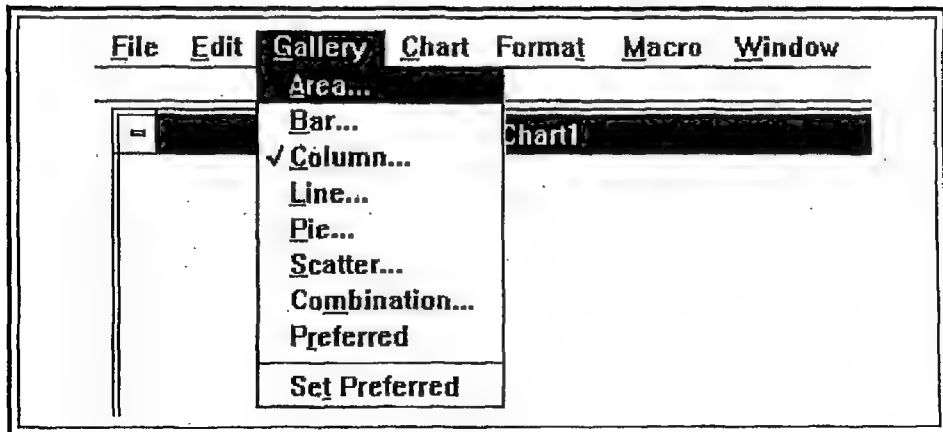 File Edit Gallery Chart Format Macro Window
Area...
Chart1
Bar...
√ Column...
Line...
Pie...
Scatter...
Combination...
Preferred
Set Preferred